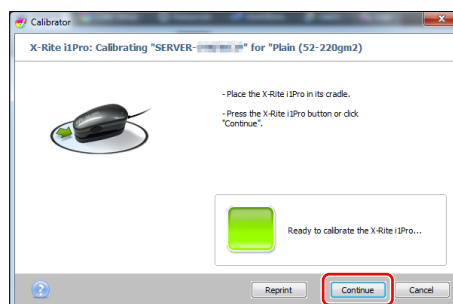 Calibrator
X-Rite i1Pro: Calibrating "SERVER-" for "Plain (52-220gm2)
- Place the X-Rite i1Pro in its cradle.
- Press the X-Rite i1Pro button or click
"Continue".
Ready to calibrate the X-Rite i1Pro...
Reprint
Continue
Cancel